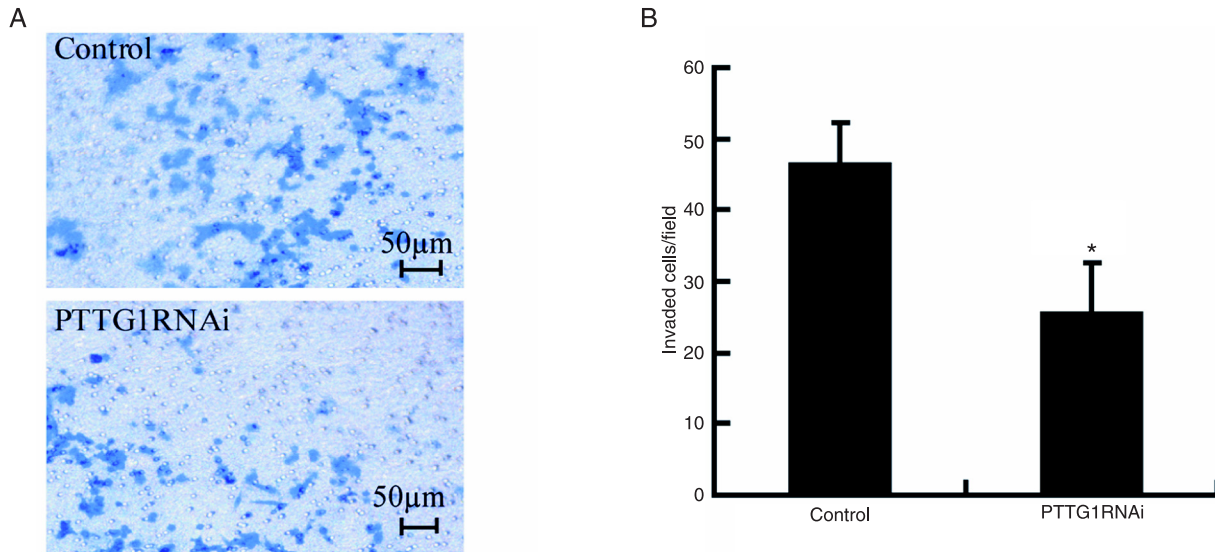 A
Control
50µm
PTTG1RNAi
50µm
B
Invaded cells/field
60
50
40
30
20
10
0
*
Control
PTTG1RNAi